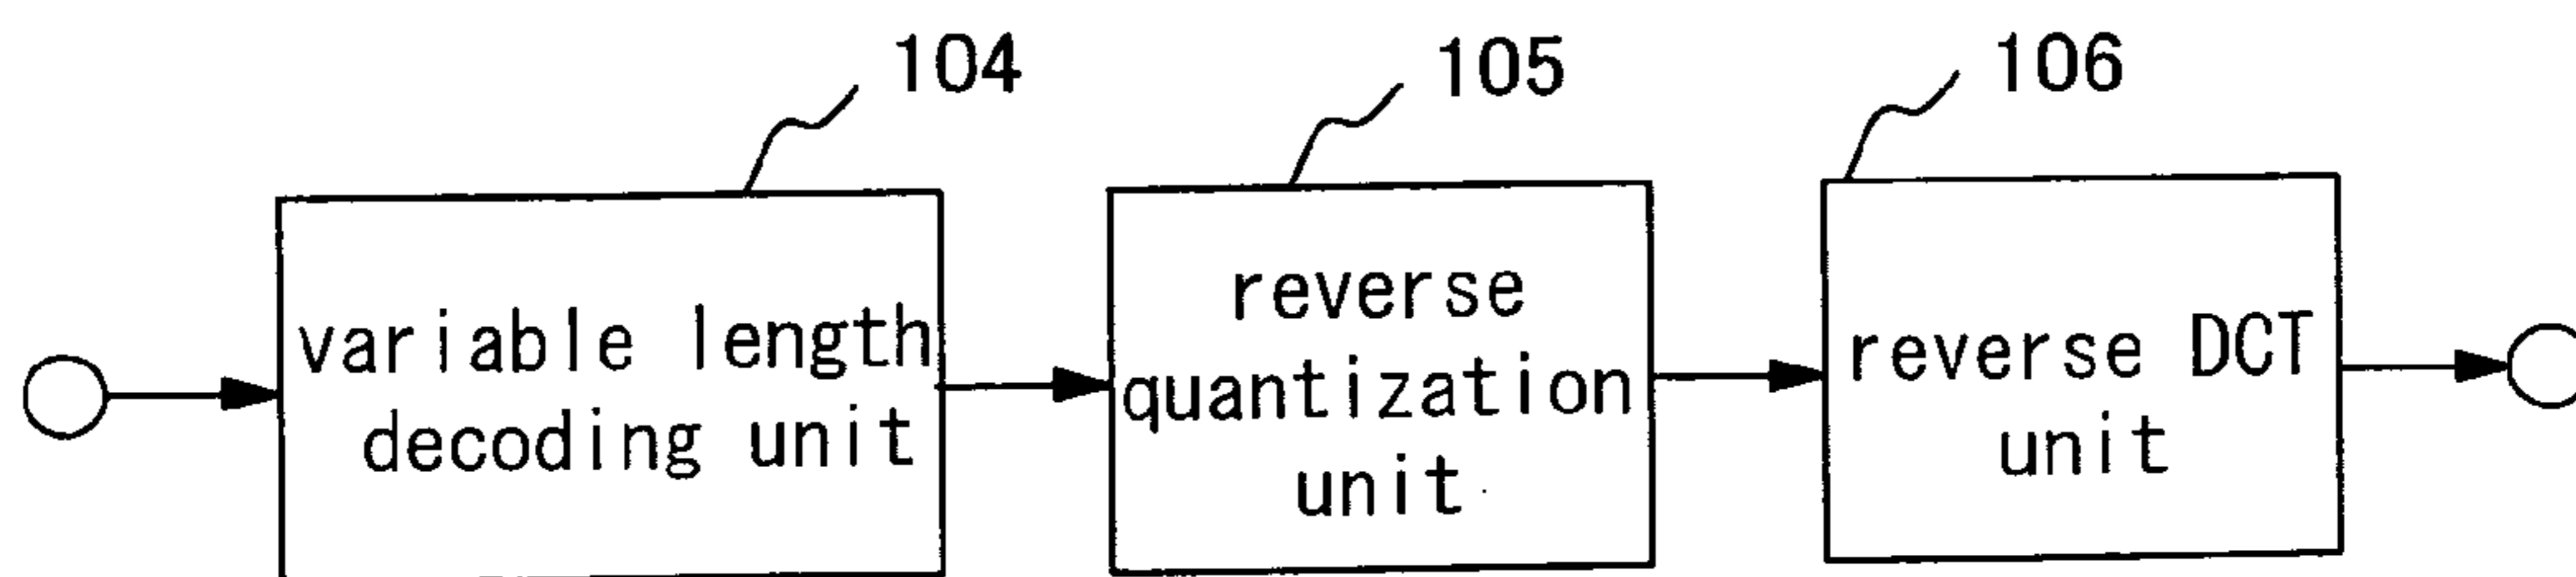 104
105
106
variable length
decoding unit
reverse
quantization
unit
reverse DCT
unit